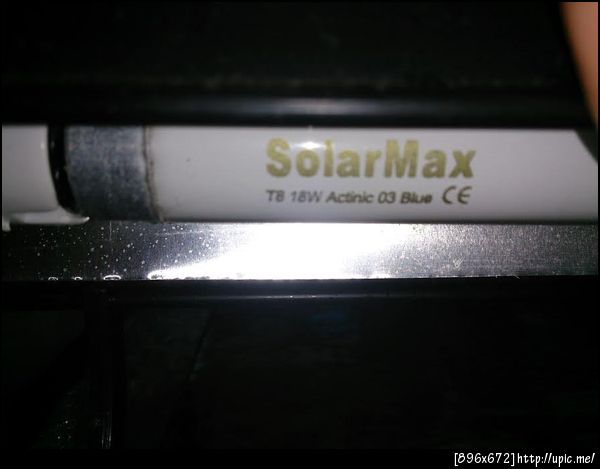 SolarMax
T8 18W Actinic 03 Blue CE
[896x672]http://upic.me/